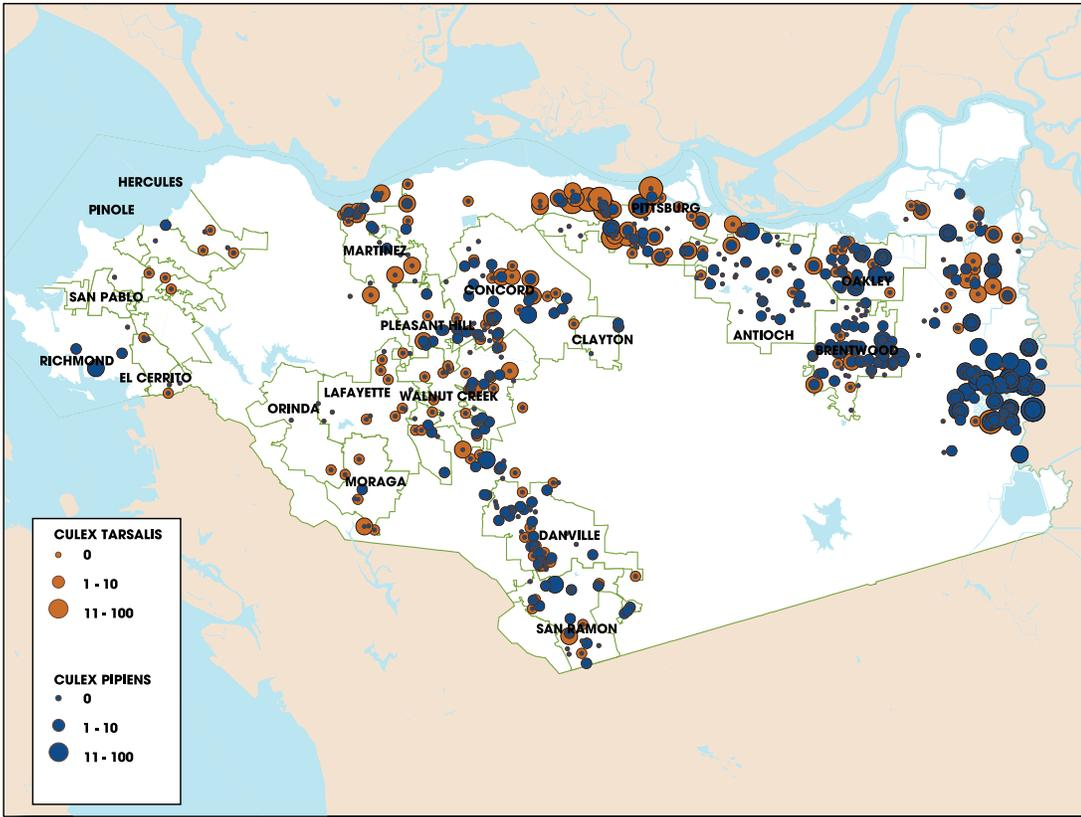 HERCULES
PINOLE
PITTSBURG
MARTINEZ
OAKLEY
CONCORD
SAN PABLO
PLEASANT HILL
ANTIOCH
CLAYTON
BRENTWOOD
RICHMOND
EL CERRITO
LAFAYETTE
WALNUT CREEK
ORINDA
MORAGA
DANVILLE
SAN RAMON
CULEX TARSALIS
0
1 - 10
11 - 100
CULEX PIPIENS
0
1 - 10
11 - 100